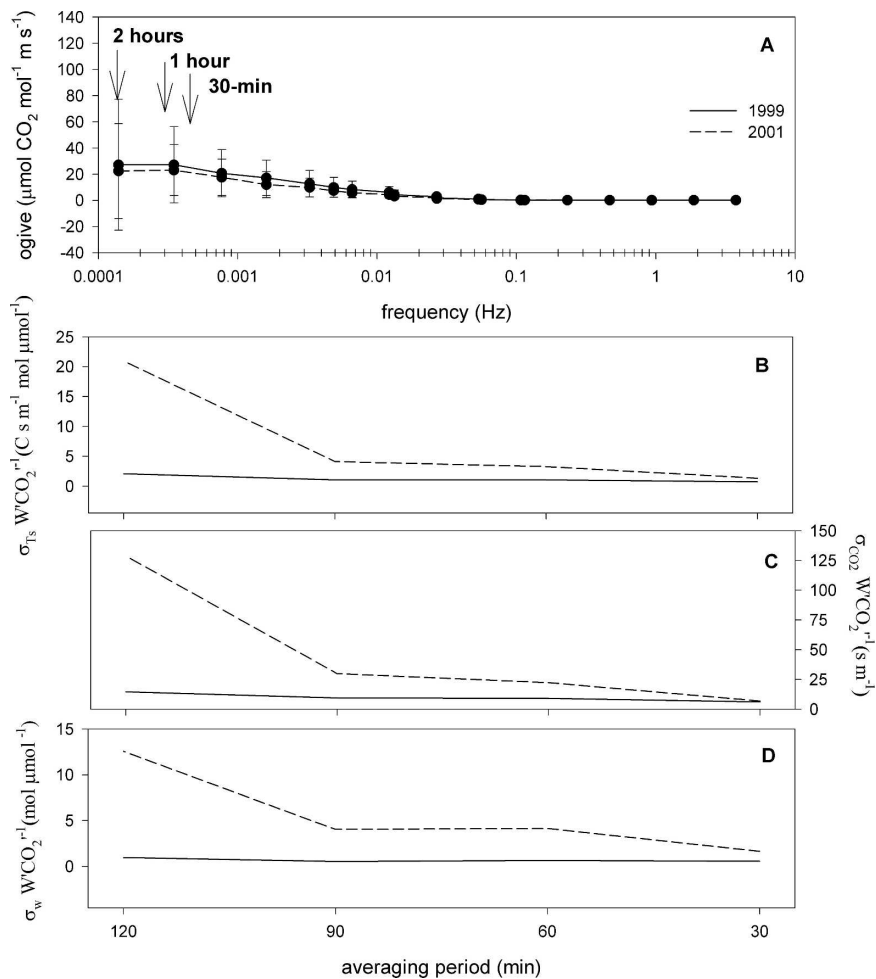 140
120
100
80
60
40
20
0
-20
-40
ogive (μmol CO₂ mol⁻¹ m s⁻¹)
2 hours
1 hour
30-min
A
1999
2001
0.0001 0.001 0.01 0.1 1 10
frequency (Hz)
25
20
15
10
5
0
σTs W'CO₂'⁻¹(C s m⁻¹ mol μmol⁻¹)
B
C
150
125
100
75
50
25
0
σCO2 W'CO₂'⁻¹(s m⁻¹)
15
10
5
0
σw W'CO₂'⁻¹(mol μmol⁻¹)
D
120 90 60 30
averaging period (min)